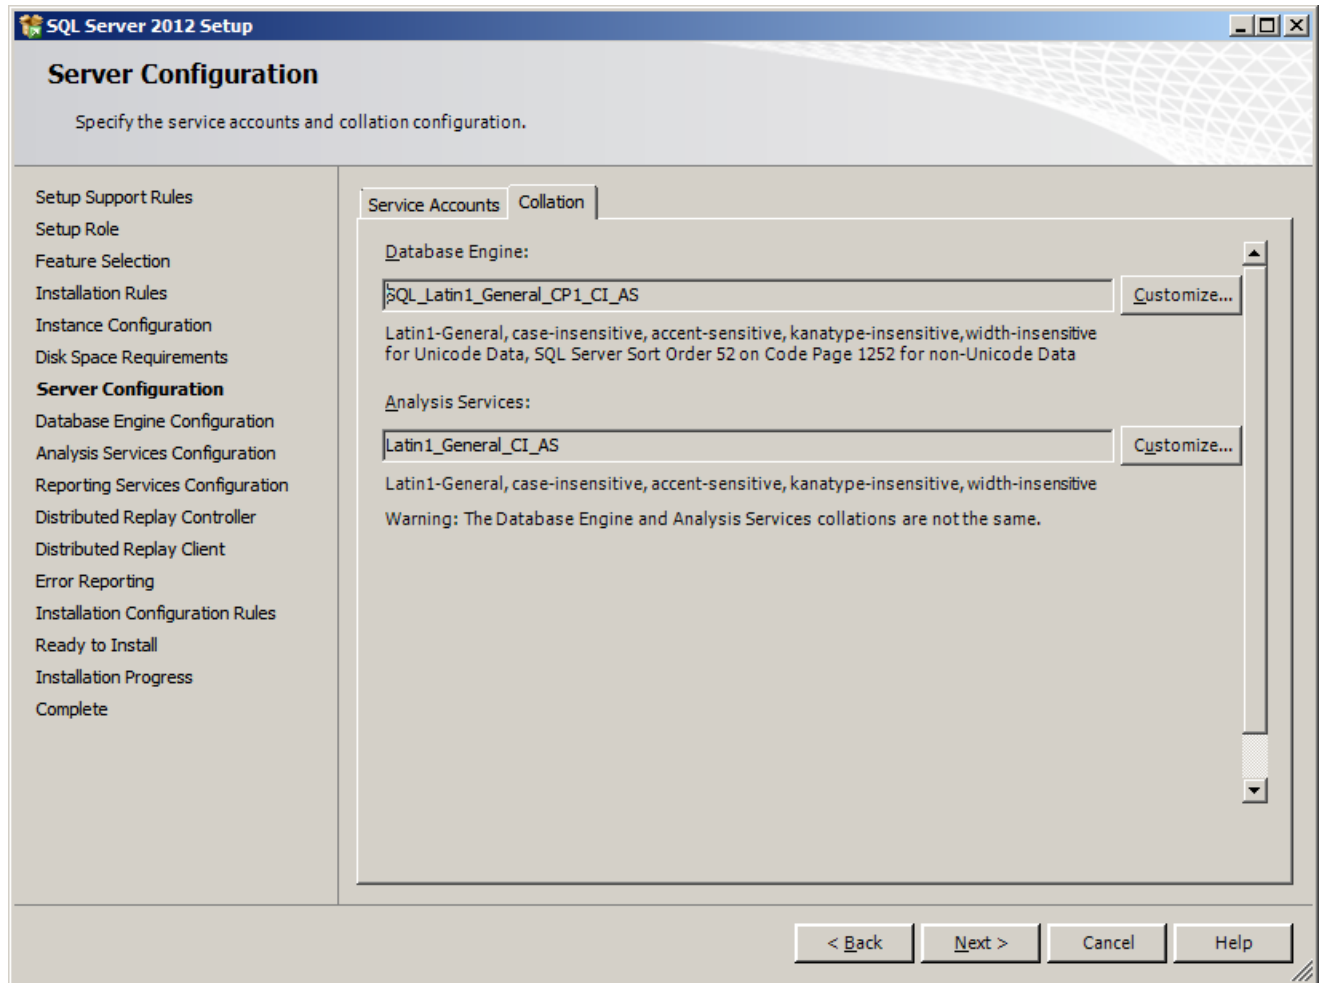 SQL Server 2012 Setup
Server Configuration
Specify the service accounts and collation configuration.
Setup Support Rules
Setup Role
Feature Selection
Installation Rules
Instance Configuration
Disk Space Requirements
Server Configuration
Database Engine Configuration
Analysis Services Configuration
Reporting Services Configuration
Distributed Replay Controller
Distributed Replay Client
Error Reporting
Installation Configuration Rules
Ready to Install
Installation Progress
Complete
Service Accounts Collation
Database Engine:
SQL_Latin1_General_CP1_CI_AS Customize...
Latin1-General, case-insensitive, accent-sensitive, kanatype-insensitive, width-insensitive
for Unicode Data, SQL Server Sort Order 52 on Code Page 1252 for non-Unicode Data
Analysis Services:
Latin1_General_CI_AS Customize...
Latin1-General, case-insensitive, accent-sensitive, kanatype-insensitive, width-insensitive
Warning: The Database Engine and Analysis Services collations are not the same.
< Back Next > Cancel Help